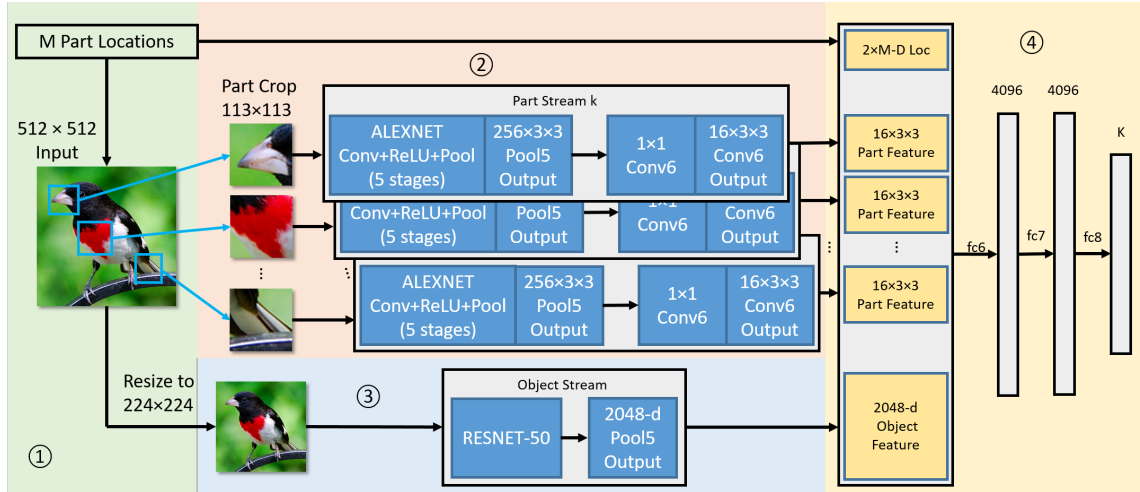 M Part Locations
512 × 512
Input
①
Resize to
224×224
②
Part Crop
113×113
⋮
Part Stream k
ALEXNET
Conv+ReLU+Pool
(5 stages)
256×3×3
Pool5
Output
1×1
Conv6
16×3×3
Conv6
Output
Conv+ReLU+Pool
(5 stages)
Pool5
Output
1×1
Conv6
Conv6
Output
ALEXNET
Conv+ReLU+Pool
(5 stages)
256×3×3
Pool5
Output
1×1
Conv6
16×3×3
Conv6
Output
③
Object Stream
RESNET-50
2048-d
Pool5
Output
④
2×M-D Loc
16×3×3
Part Feature
16×3×3
Part Feature
⋮
16×3×3
Part Feature
2048-d
Object
Feature
fc6
4096
fc7
4096
fc8
K